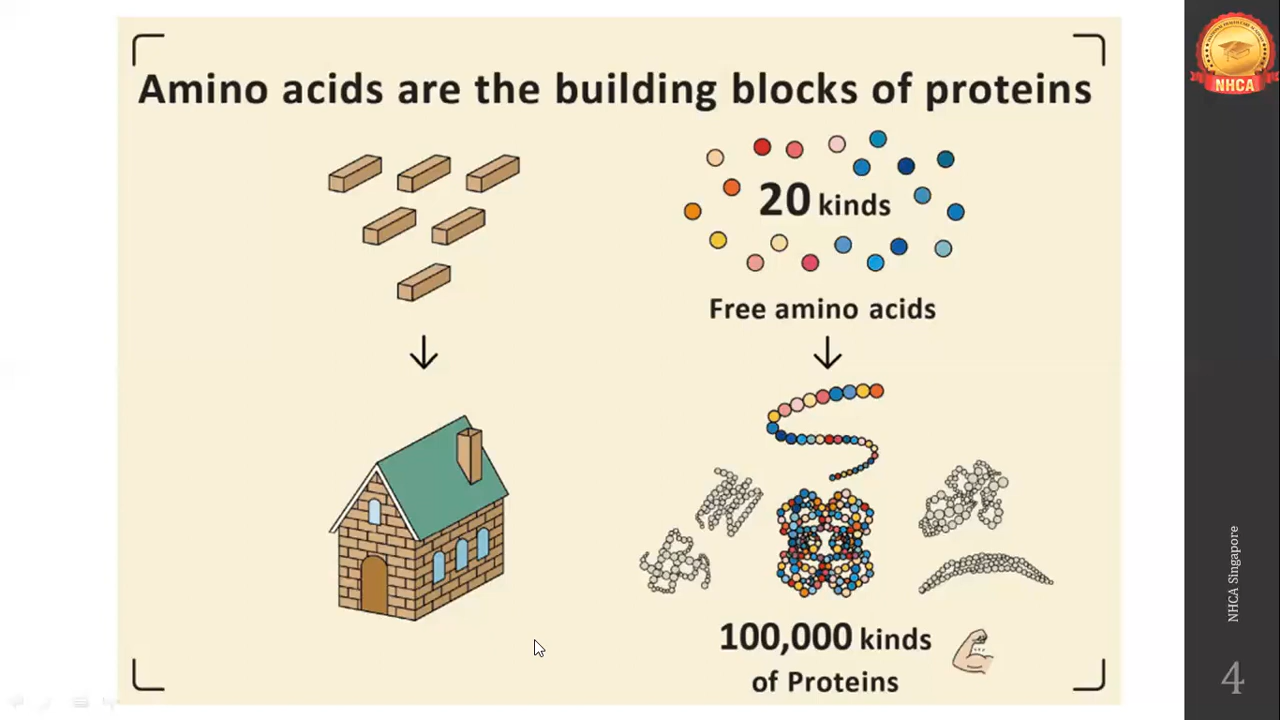 Amino acids are the building blocks of proteins
20 kinds
Free amino acids
100,000 kinds
of Proteins
NHCA
NHCA Singapore
4